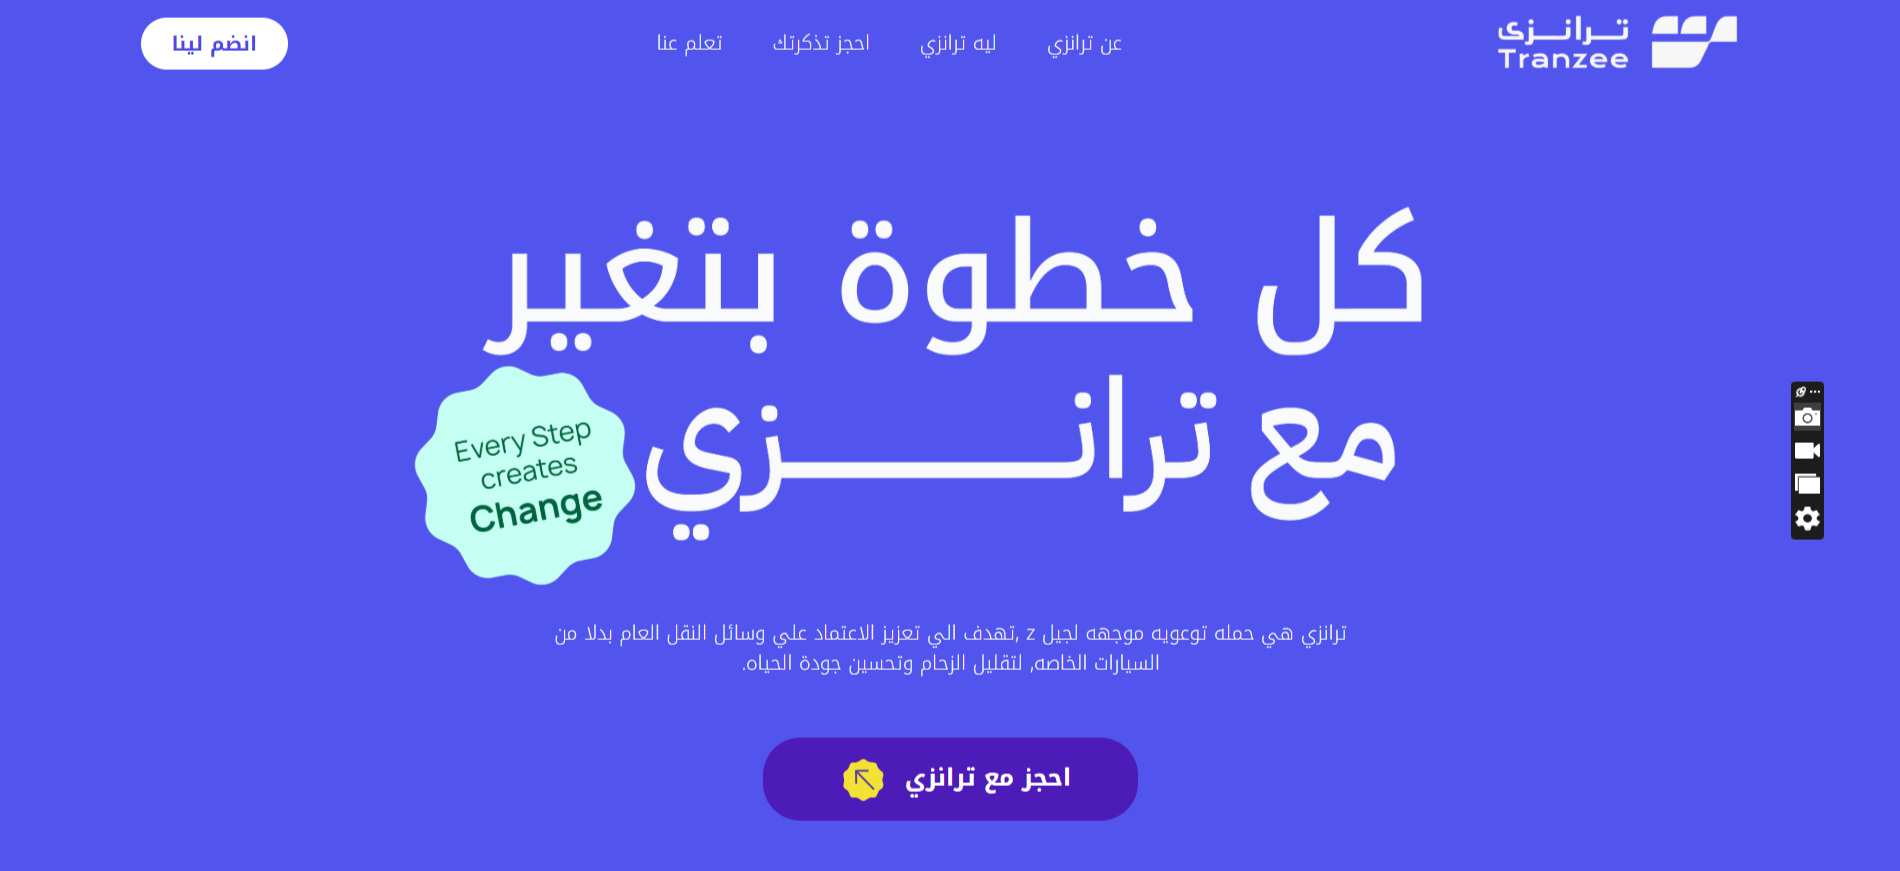 تـــرانـــزى
Tranzee
عن ترانزي
ليه ترانزي
احجز تذكرتك
تعلم عنا
انضم لينا
كل خطوة بتغير
مع ترانـــــــــزي
Every Step
creates
Change
ترانزي هي حمله توعويه موجهه لجيل z ,تهدف الي تعزيز الاعتماد علي وسائل النقل العام بدلا من
السيارات الخاصه, لتقليل الزحام وتحسين جودة الحياه.
احجز مع ترانزي